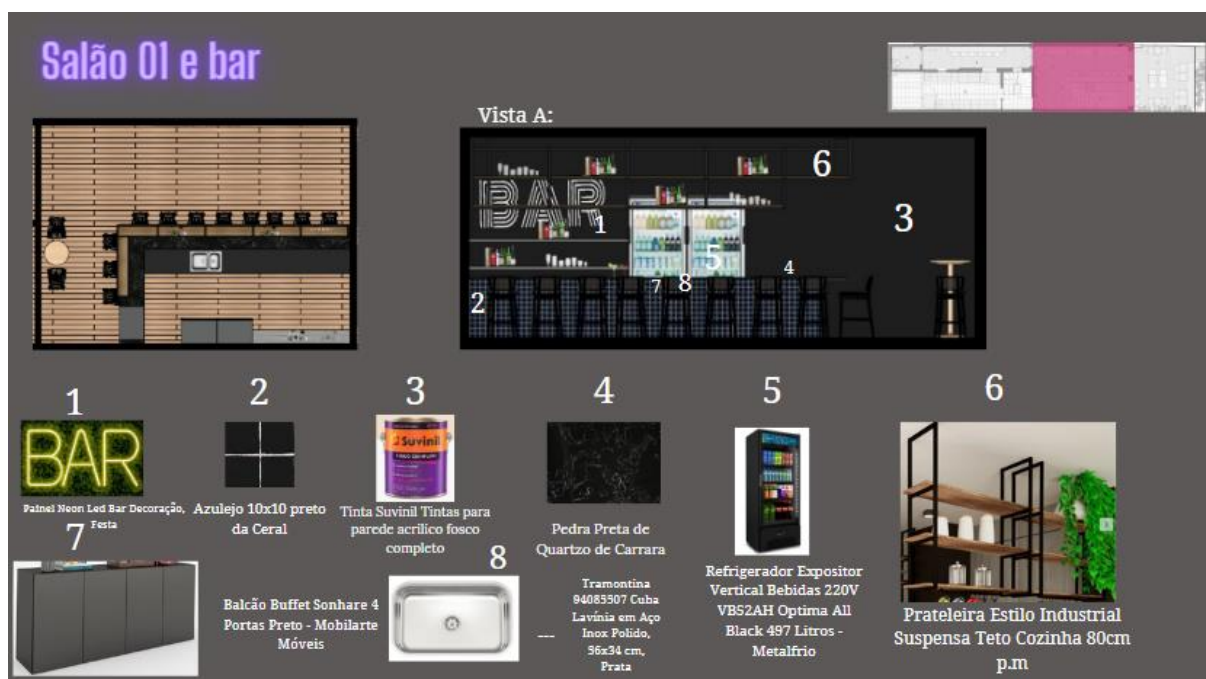 Salão 01 e bar
Vista A:
6
BAR
1
3
5
4
7
8
2
1
2
3
4
5
6
BAR
Suvinil
Painel Neon Led Bar Decoração,
Festa
Azulejo 10x10 preto
da Ceral
Tinta Suvinil Tintas para
parede acrílico fosco
completo
Pedra Preta de
Quartzo de Carrara
Refrigerador Expositor
Vertical Bebidas 220V
VB52AH Optima All
Black 497 Litros -
Metalfrio
Prateleira Estilo Industrial
Suspensa Teto Cozinha 80cm
p.m
7
Balcão Buffet Sonhare 4
Portas Preto - Mobilarte
Móveis
8
---
Tramontina
94083507 Cuba
Lavínia em Aço
Inox Polido,
56x34 cm,
Prata